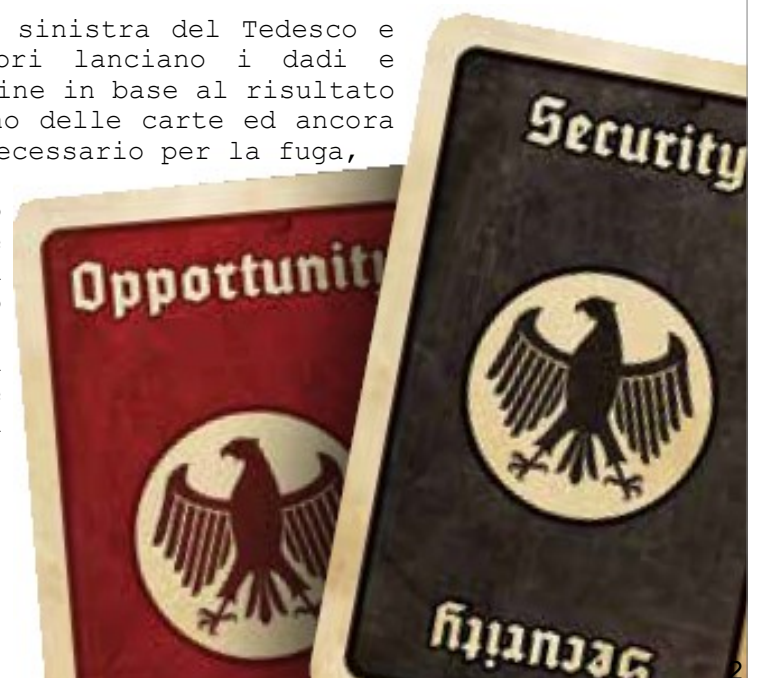 sinistra del Tedesco e
ori lanciano i dadi e
ine in base al risultato
no delle carte ed ancora
ecessario per la fuga,
Opportunity
Security
Security
2